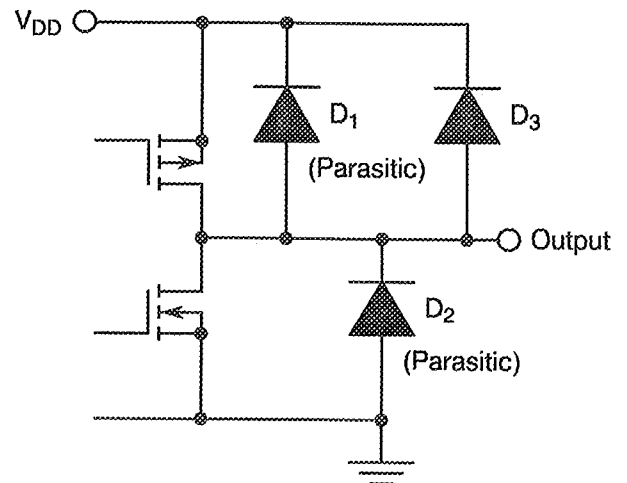 VDD
D1
D3
(Parasitic)
Output
D2
(Parasitic)